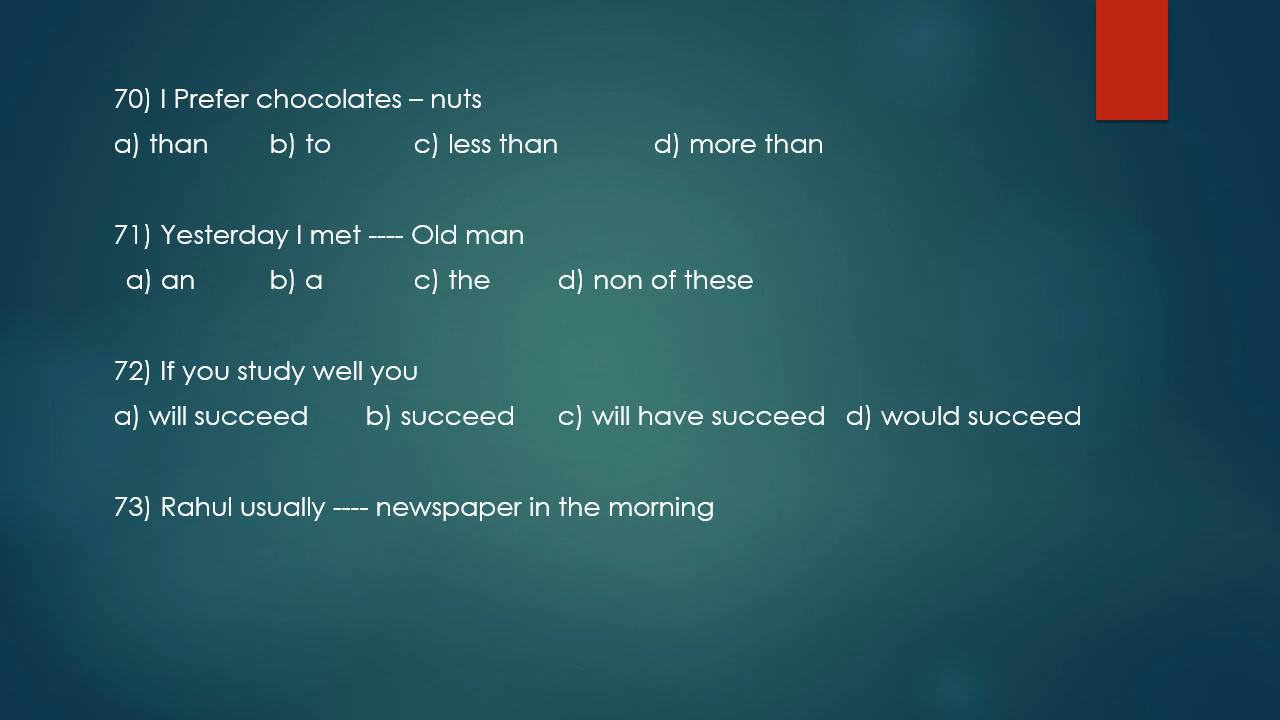 70) I Prefer chocolates – nuts
a) than b) to c) less than d) more than
71) Yesterday I met ---- Old man
a) an b) a c) the d) non of these
72) If you study well you
a) will succeed b) succeed c) will have succeed d) would succeed
73) Rahul usually ---- newspaper in the morning